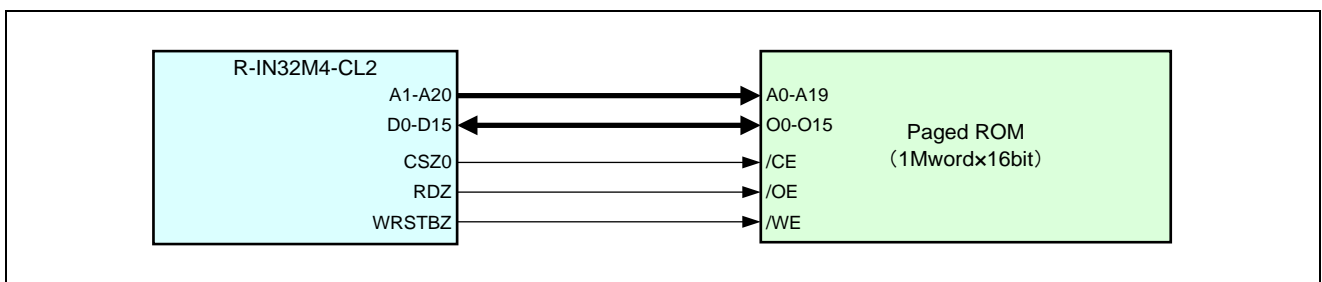 R-IN32M4-CL2
A1-A20
D0-D15
CSZ0
RDZ
WRSTBZ
A0-A19
O0-O15
/CE
/OE
/WE
Paged ROM
（1Mword×16bit）